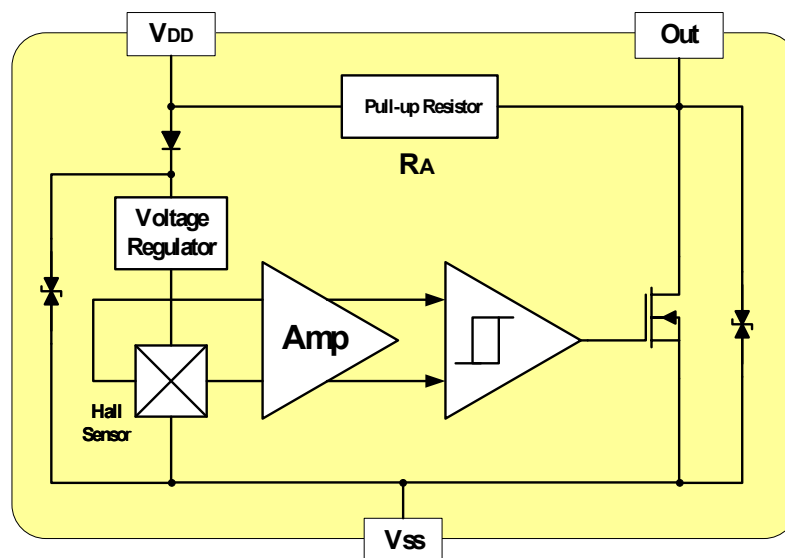 VDD
Out
Pull-up Resistor
RA
Voltage
Regulator
Amp
Hall
Sensor
Vss